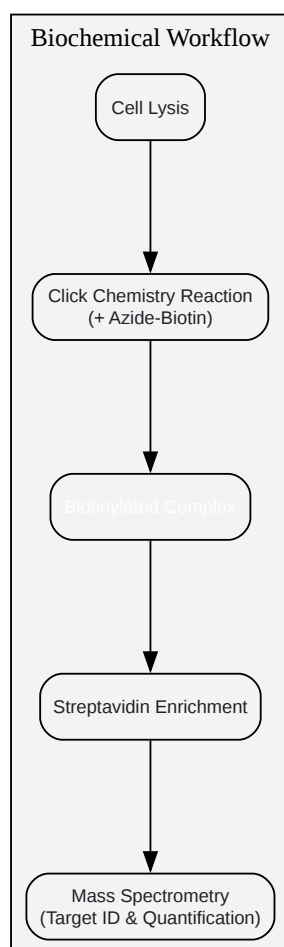 Biochemical Workflow
Cell Lysis
Click Chemistry Reaction
(+ Azide-Biotin)
Biotinylated Complex
Streptavidin Enrichment
Mass Spectrometry
(Target ID & Quantification)